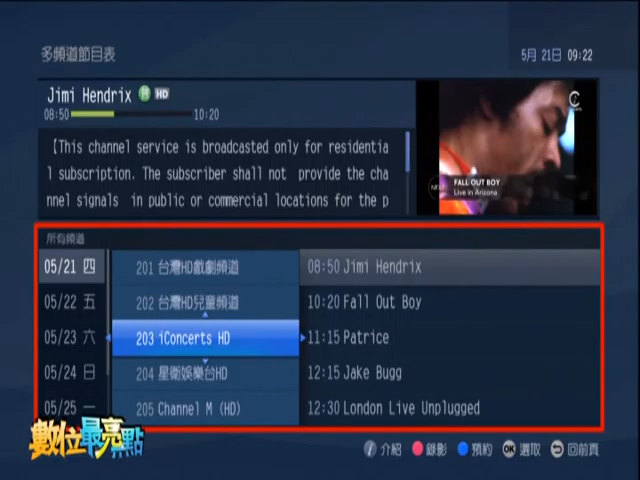 多頻道節目表
5月 21日 09:22
Jimi Hendrix 普 HD
08:50 10:20
【This channel service is broadcasted only for residentia
l subscription. The subscriber shall not provide the cha
nnel signals in public or commercial locations for the p
NEXT FALL OUT BOY
Live in Arizona
所有頻道
05/21 四 201 台灣HD戲劇頻道 08:50 Jimi Hendrix
05/22 五 202 台灣HD兒童頻道 10:20 Fall Out Boy
05/23 六 203 iConcerts HD 11:15 Patrice
05/24 日 204 星衛娛樂台HD 12:15 Jake Bugg
05/25 一 205 Channel M (HD) 12:30 London Live Unplugged
數位最亮點
i 介紹 錄影 預約 OK 選取 回前頁